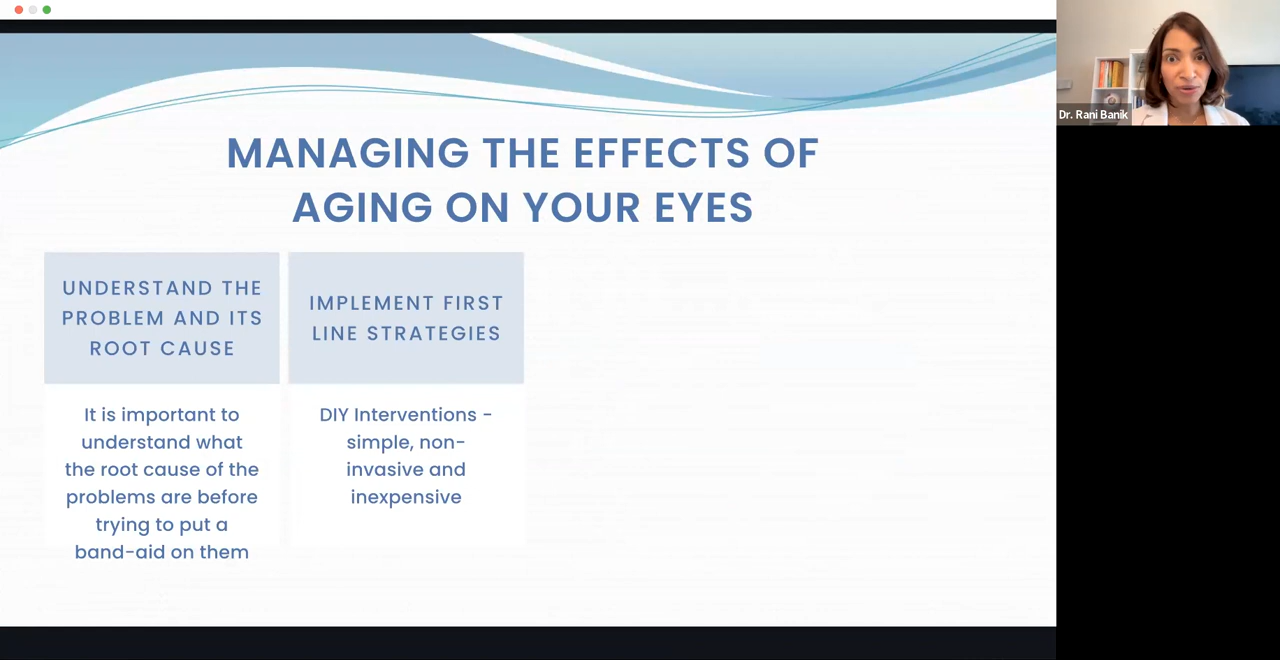 MANAGING THE EFFECTS OF
AGING ON YOUR EYES
UNDERSTAND THE
PROBLEM AND ITS
ROOT CAUSE
It is important to
understand what
the root cause of the
problems are before
trying to put a
band-aid on them
IMPLEMENT FIRST
LINE STRATEGIES
DIY Interventions -
simple, non-
invasive and
inexpensive
Dr. Rani Banik